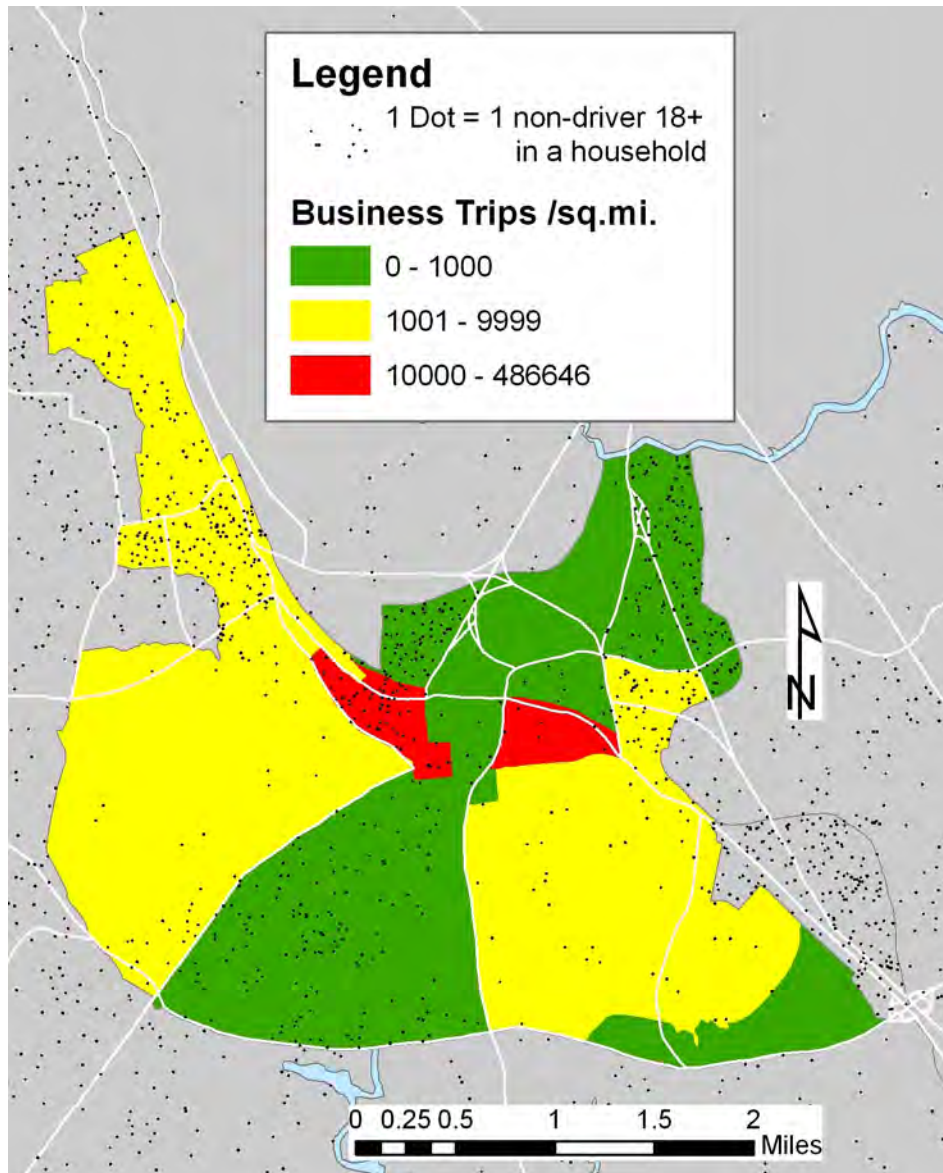 Legend
1 Dot = 1 non-driver 18+
in a household
Business Trips /sq.mi.
0 - 1000
1001 - 9999
10000 - 486646
N
0 0.25 0.5 1 1.5 2
Miles